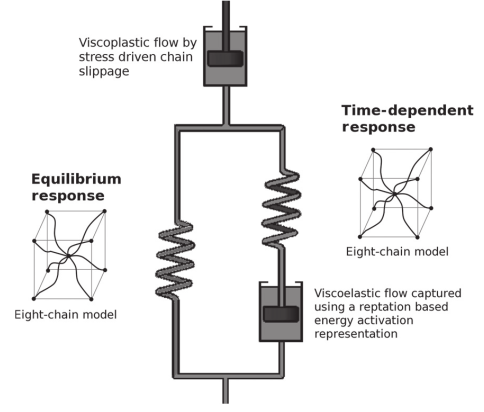 Viscoplastic flow by
stress driven chain
slippage
Time-dependent
response
Equilibrium
response
Eight-chain model
Viscoelastic flow captured
using a reptation based
energy activation
representation
Eight-chain model